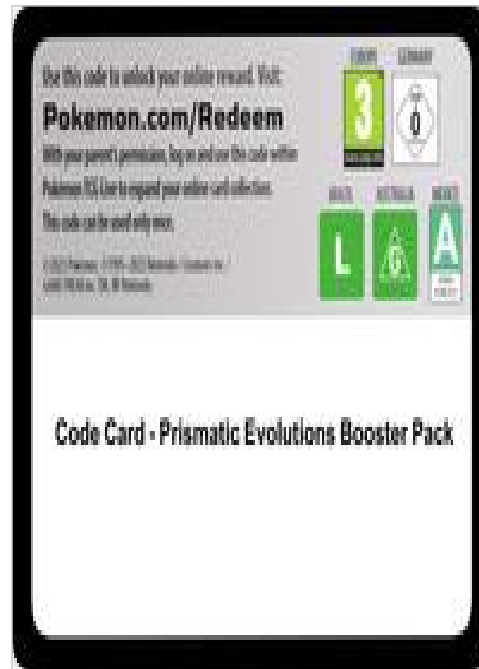 Use this code to unlock your online reward. Visit:
Pokemon.com/Redeem
With your parent's permission, log on and use this code within
Pokémon TCG Live to expand your online card collection.
This code can be used only once.
EUROPE GERMANY
3
0
BRAZIL AUSTRALIA MEXICO
L G A
Code Card - Prismatic Evolutions Booster Pack